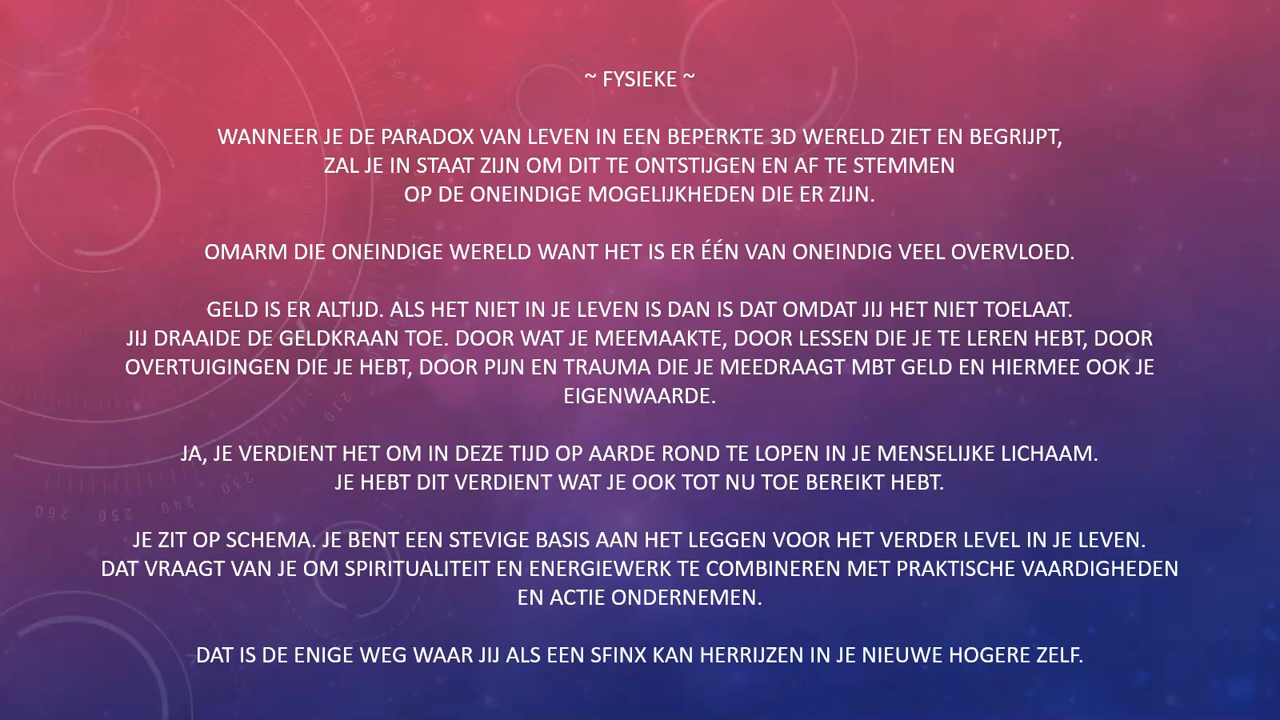 ~ FYSIEKE ~
WANNEER JE DE PARADOX VAN LEVEN IN EEN BEPERKTE 3D WERELD ZIET EN BEGRIJPT,
ZAL JE IN STAAT ZIJN OM DIT TE ONTSTIJGEN EN AF TE STEMMEN
OP DE ONEINDIGE MOGELIJKHEDEN DIE ER ZIJN.
OMARM DIE ONEINDIGE WERELD WANT HET IS ER ÉÉN VAN ONEINDIG VEEL OVERVLOED.
GELD IS ER ALTIJD. ALS HET NIET IN JE LEVEN IS DAN IS DAT OMDAT JIJ HET NIET TOELAAT.
JIJ DRAAIDE DE GELDKRAAN TOE. DOOR WAT JE MEEMAAKTE, DOOR LESSEN DIE JE TE LEREN HEBT, DOOR
OVERTUIGINGEN DIE JE HEBT, DOOR PIJN EN TRAUMA DIE JE MEEDRAAGT MBT GELD EN HIERMEE OOK JE
EIGENWAARDE.
JA, JE VERDIENT HET OM IN DEZE TIJD OP AARDE ROND TE LOPEN IN JE MENSELIJKE LICHAAM.
JE HEBT DIT VERDIENT WAT JE OOK TOT NU TOE BEREIKT HEBT.
JE ZIT OP SCHEMA. JE BENT EEN STEVIGE BASIS AAN HET LEGGEN VOOR HET VERDER LEVEL IN JE LEVEN.
DAT VRAAGT VAN JE OM SPIRITUALITEIT EN ENERGIEWERK TE COMBINEREN MET PRAKTISCHE VAARDIGHEDEN
EN ACTIE ONDERNEMEN.
DAT IS DE ENIGE WEG WAAR JIJ ALS EEN SFINX KAN HERRIJZEN IN JE NIEUWE HOGERE ZELF.
150
210
230
240
250
260